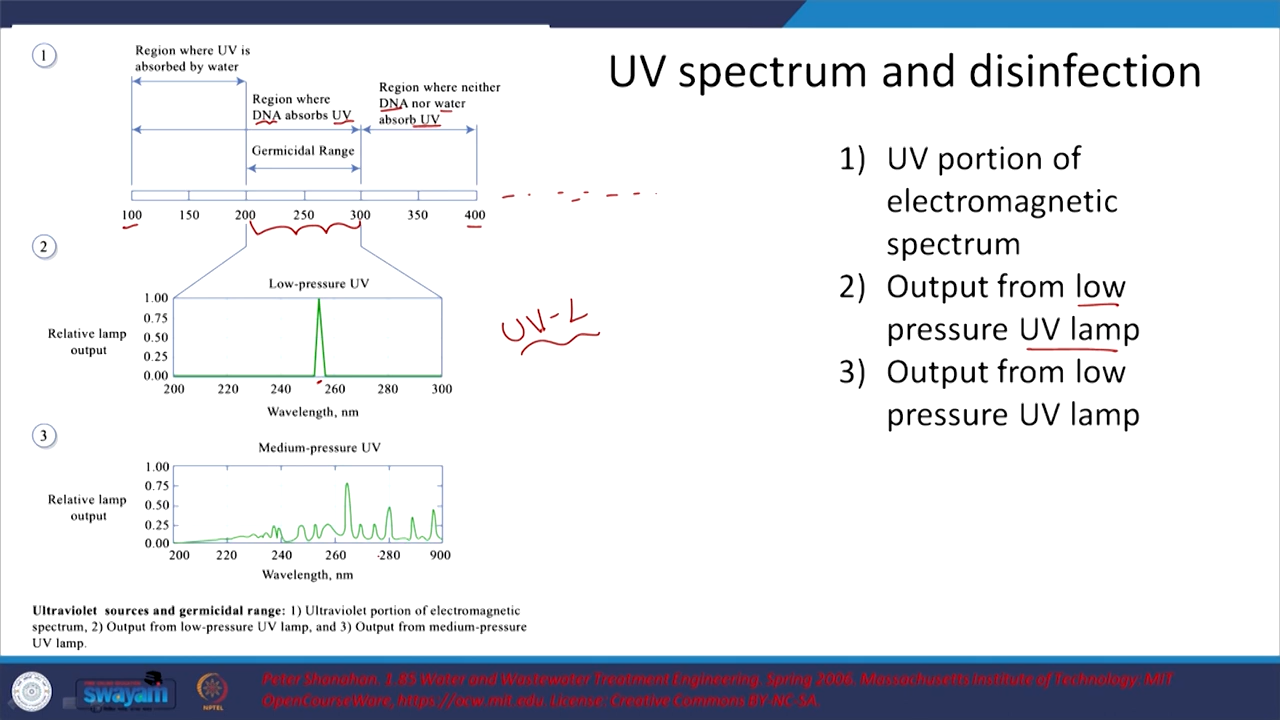 UV spectrum and disinfection
1
Region where UV is
absorbed by water
Region where
DNA absorbs UV
Region where neither
DNA nor water
absorb UV
Germicidal Range
100 150 200 250 300 350 400
2
Low-pressure UV
1.00
0.75
0.50
0.25
0.00
Relative lamp
output
200 220 240 260 280 300
Wavelength, nm
UV-L
3
Medium-pressure UV
1.00
0.75
0.50
0.25
0.00
Relative lamp
output
200 220 240 260 -280 900
Wavelength, nm
Ultraviolet sources and germicidal range: 1) Ultraviolet portion of electromagnetic
spectrum, 2) Output from low-pressure UV lamp, and 3) Output from medium-pressure
UV lamp.
1) UV portion of
electromagnetic
spectrum
2) Output from low
pressure UV lamp
3) Output from low
pressure UV lamp
swayam
NPTEL
Peter Shanahan. 1.85 Water and Wastewater Treatment Engineering. Spring 2006. Massachusetts Institute of Technology: MIT
OpenCourseWare, https://ocw.mit.edu. License: Creative Commons BY-NC-SA.